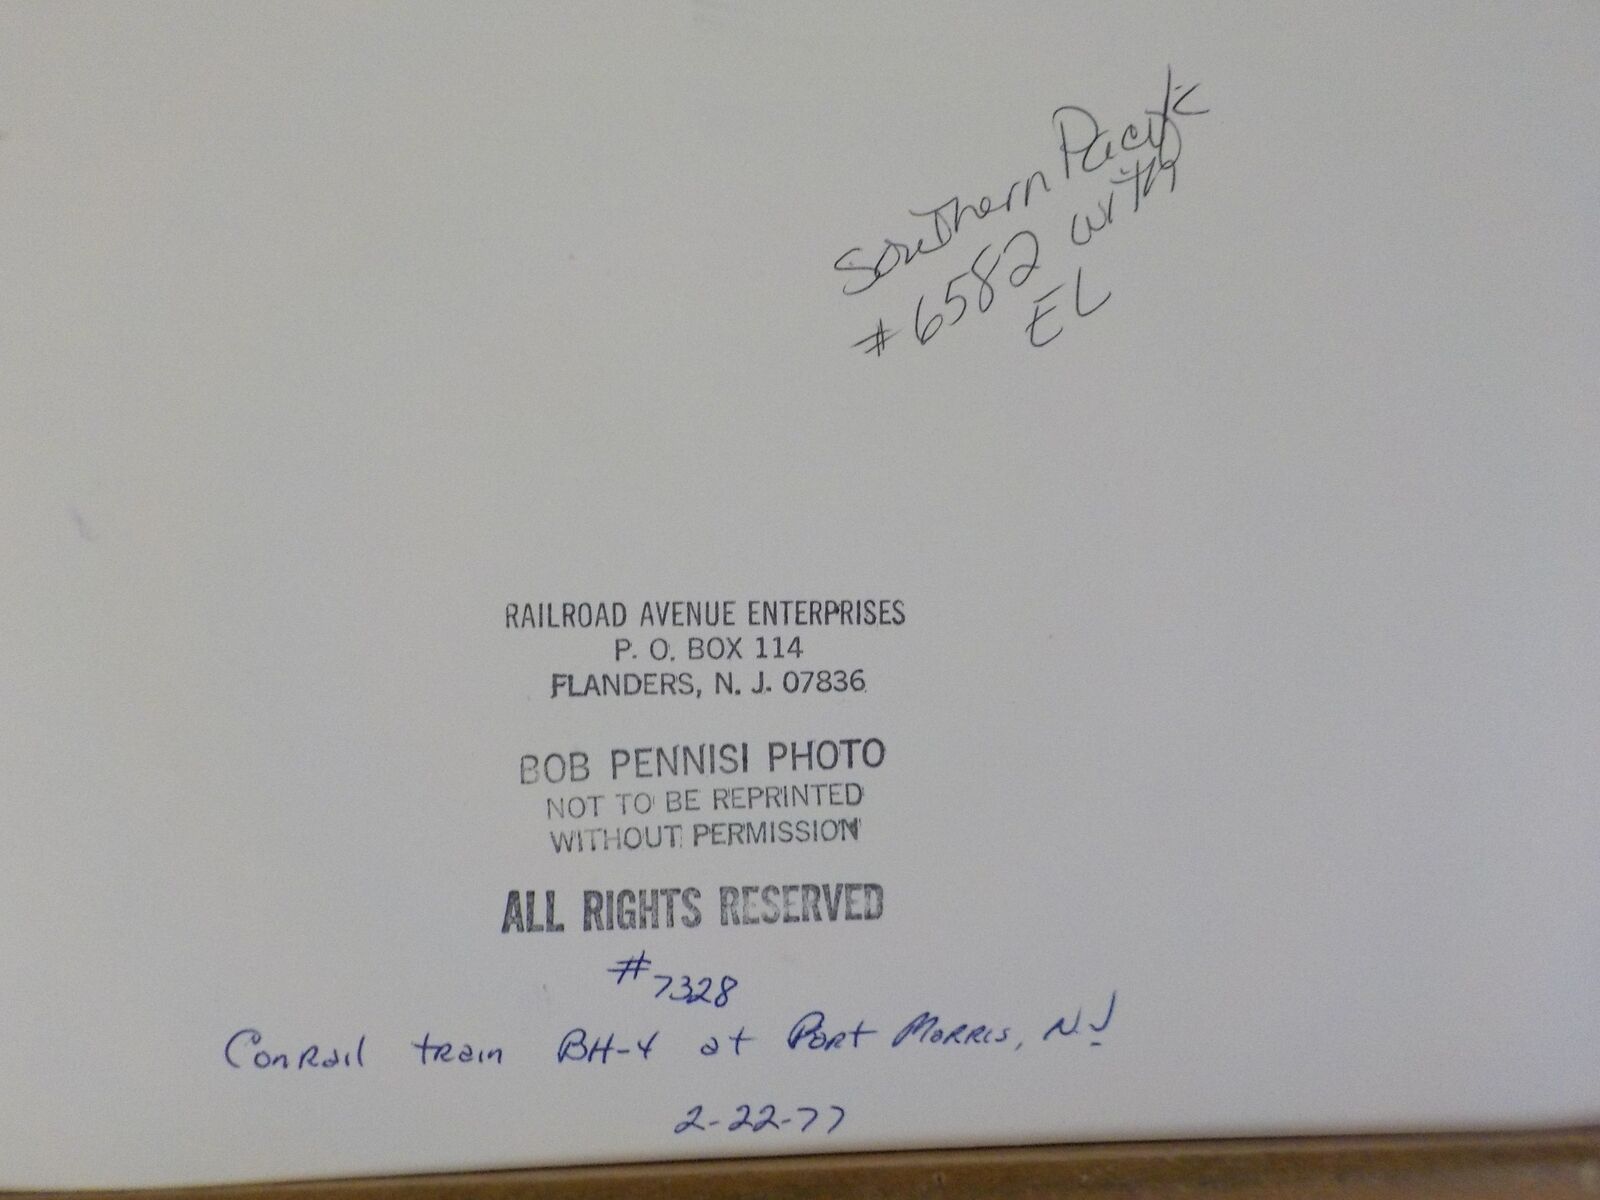 Southern Pacific
#6582 with
EL
RAILROAD AVENUE ENTERPRISES
P. O. BOX 114
FLANDERS, N. J. 07836
BOB PENNISI PHOTO
NOT TO BE REPRINTED
WITHOUT PERMISSION
ALL RIGHTS RESERVED
#7328
Conrail train BH-4 at Port Morris, N.J
2-22-77